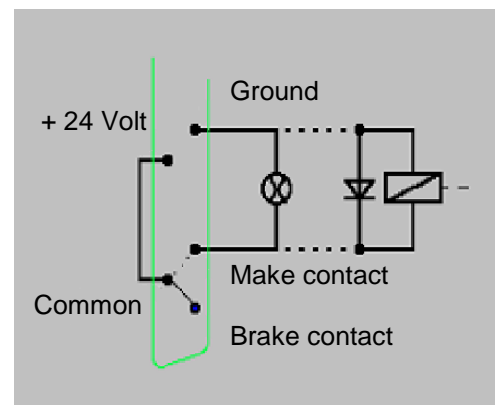 Ground
+ 24 Volt
Make contact
Common
Brake contact